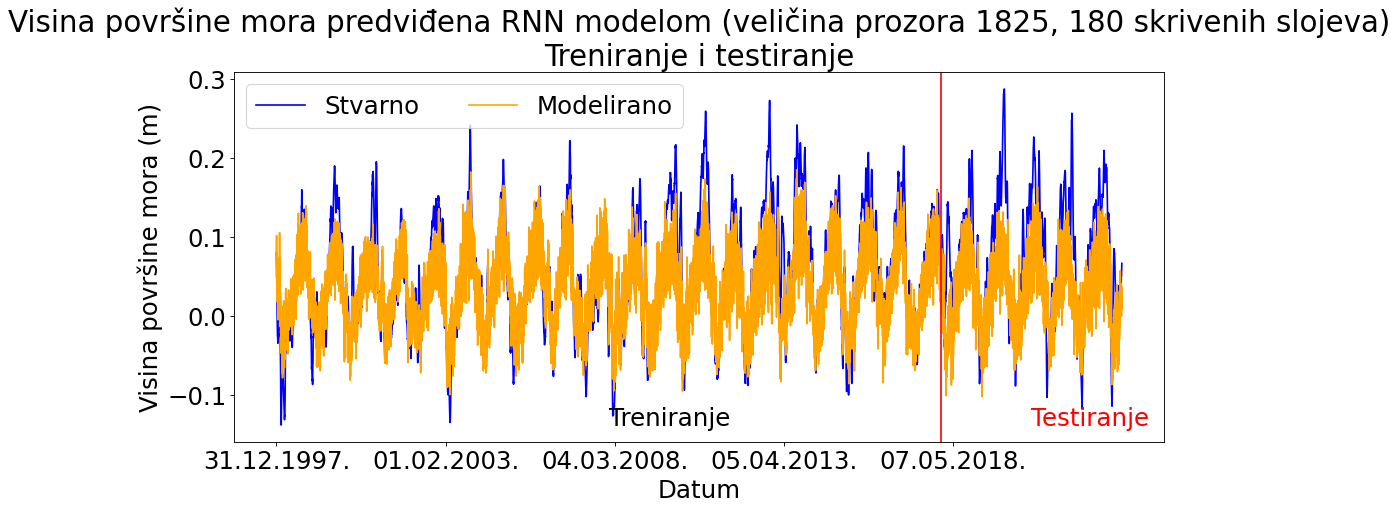 Visina površine mora predviđena RNN modelom (veličina prozora 1825, 180 skrivenih slojeva)
Treniranje i testiranje
Stvarno
Modelirano
Visina površine mora (m)
0.3
0.2
0.1
0.0
−0.1
Treniranje
Testiranje
31.12.1997.
01.02.2003.
04.03.2008.
05.04.2013.
07.05.2018.
Datum